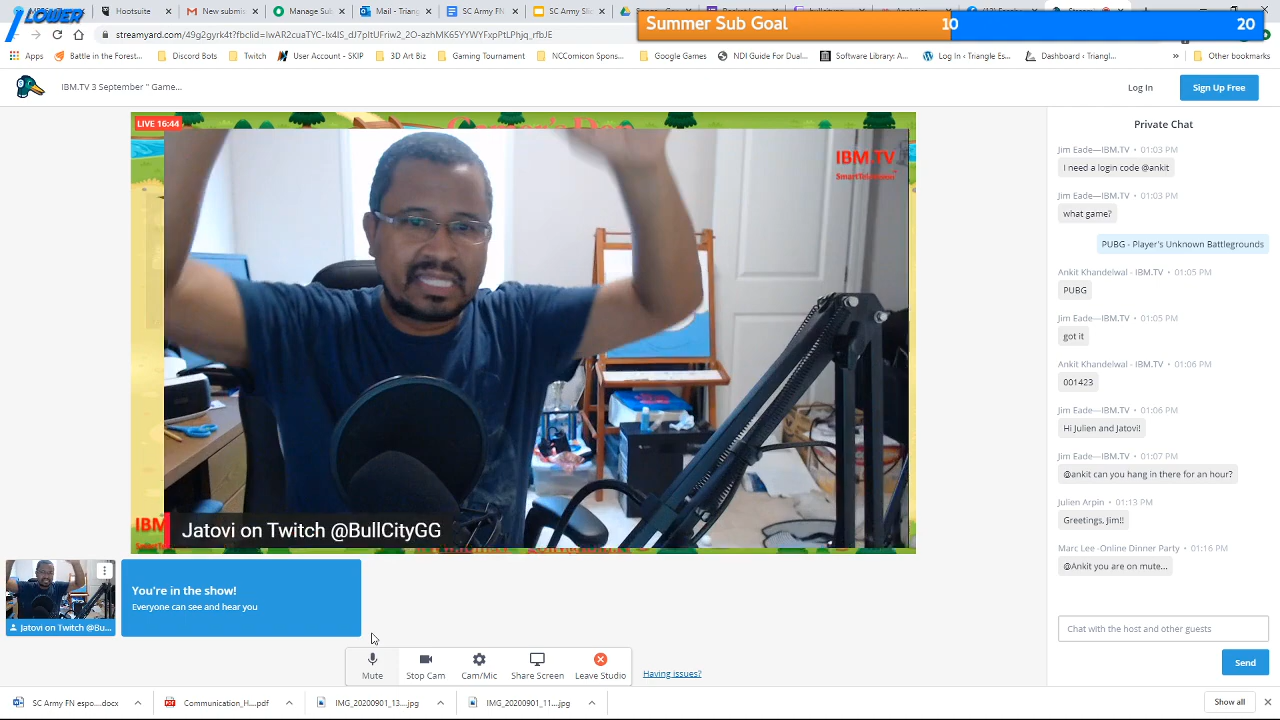 LOWER
Summer Sub Goal 10 20
Hootsuite
New submi
Manage Sub
Mail - Triang
SC Army FN
SC Army Slid
streamyard.com/
Apps
Battle in the Innest...
Discord Bots
Twitch
User Account - SKIP
3D Art Biz
Gaming Tournament
NCComicon Spons...
Google Games
NDI Guide For Dual...
Software Library: A...
Log In ‹ Triangle Es...
Dashboard ‹ Triangl...
»
Other bookmarks
IBM.TV 3 September " Game...
Log In
Sign Up Free
LIVE 16:44
IBM.TV
SmartTelevision
IBM
Jatovi on Twitch @BullCityGG
Jatovi on Twitch @Bu...
You're in the show!
Everyone can see and hear you
Mute
Stop Cam
Cam/Mic
Share Screen
Leave Studio
Having issues?
Private Chat
Jim Eade—IBM.TV • 01:03 PM
I need a login code @ankit
Jim Eade—IBM.TV • 01:03 PM
what game?
PUBG - Player's Unknown Battlegrounds
Ankit Khandelwal - IBM.TV • 01:05 PM
PUBG
Jim Eade—IBM.TV • 01:05 PM
got it
Ankit Khandelwal - IBM.TV • 01:06 PM
001423
Jim Eade—IBM.TV • 01:06 PM
Hi Julien and Jatovi!
Jim Eade—IBM.TV • 01:07 PM
@ankit can you hang in there for an hour?
Julien Arpin • 01:13 PM
Greetings, Jim!!
Marc Lee -Online Dinner Party • 01:16 PM
@Ankit you are on mute...
Chat with the host and other guests
Send
SC Army FN espo....docx
Communication_H....pdf
IMG_20200901_13....jpg
IMG_20200901_11....jpg
Show all